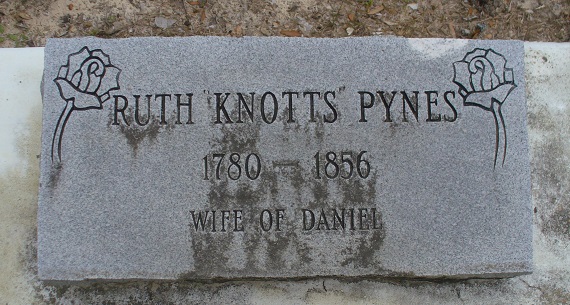 RUTH "KNOTTS" PYNES
1780 — 1856
WIFE OF DANIEL